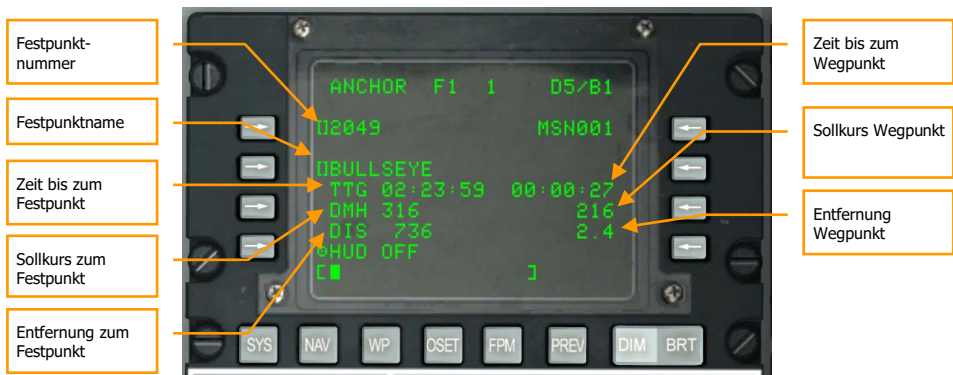 Festpunkt-
nummer
Festpunktname
Zeit bis zum
Festpunkt
Sollkurs zum
Festpunkt
Entfernung zum
Festpunkt
ANCHOR F1 1 D5/B1
[]2049 MSN001
[]BULLSEYE
TTG 02:23:59 00:00:27
DMH 316 216
DIS 736 2.4
HUD OFF
[ ]
SYS NAV WP OSET FPM PREV DIM BRT
Zeit bis zum
Wegpunkt
Sollkurs Wegpunkt
Entfernung
Wegpunkt